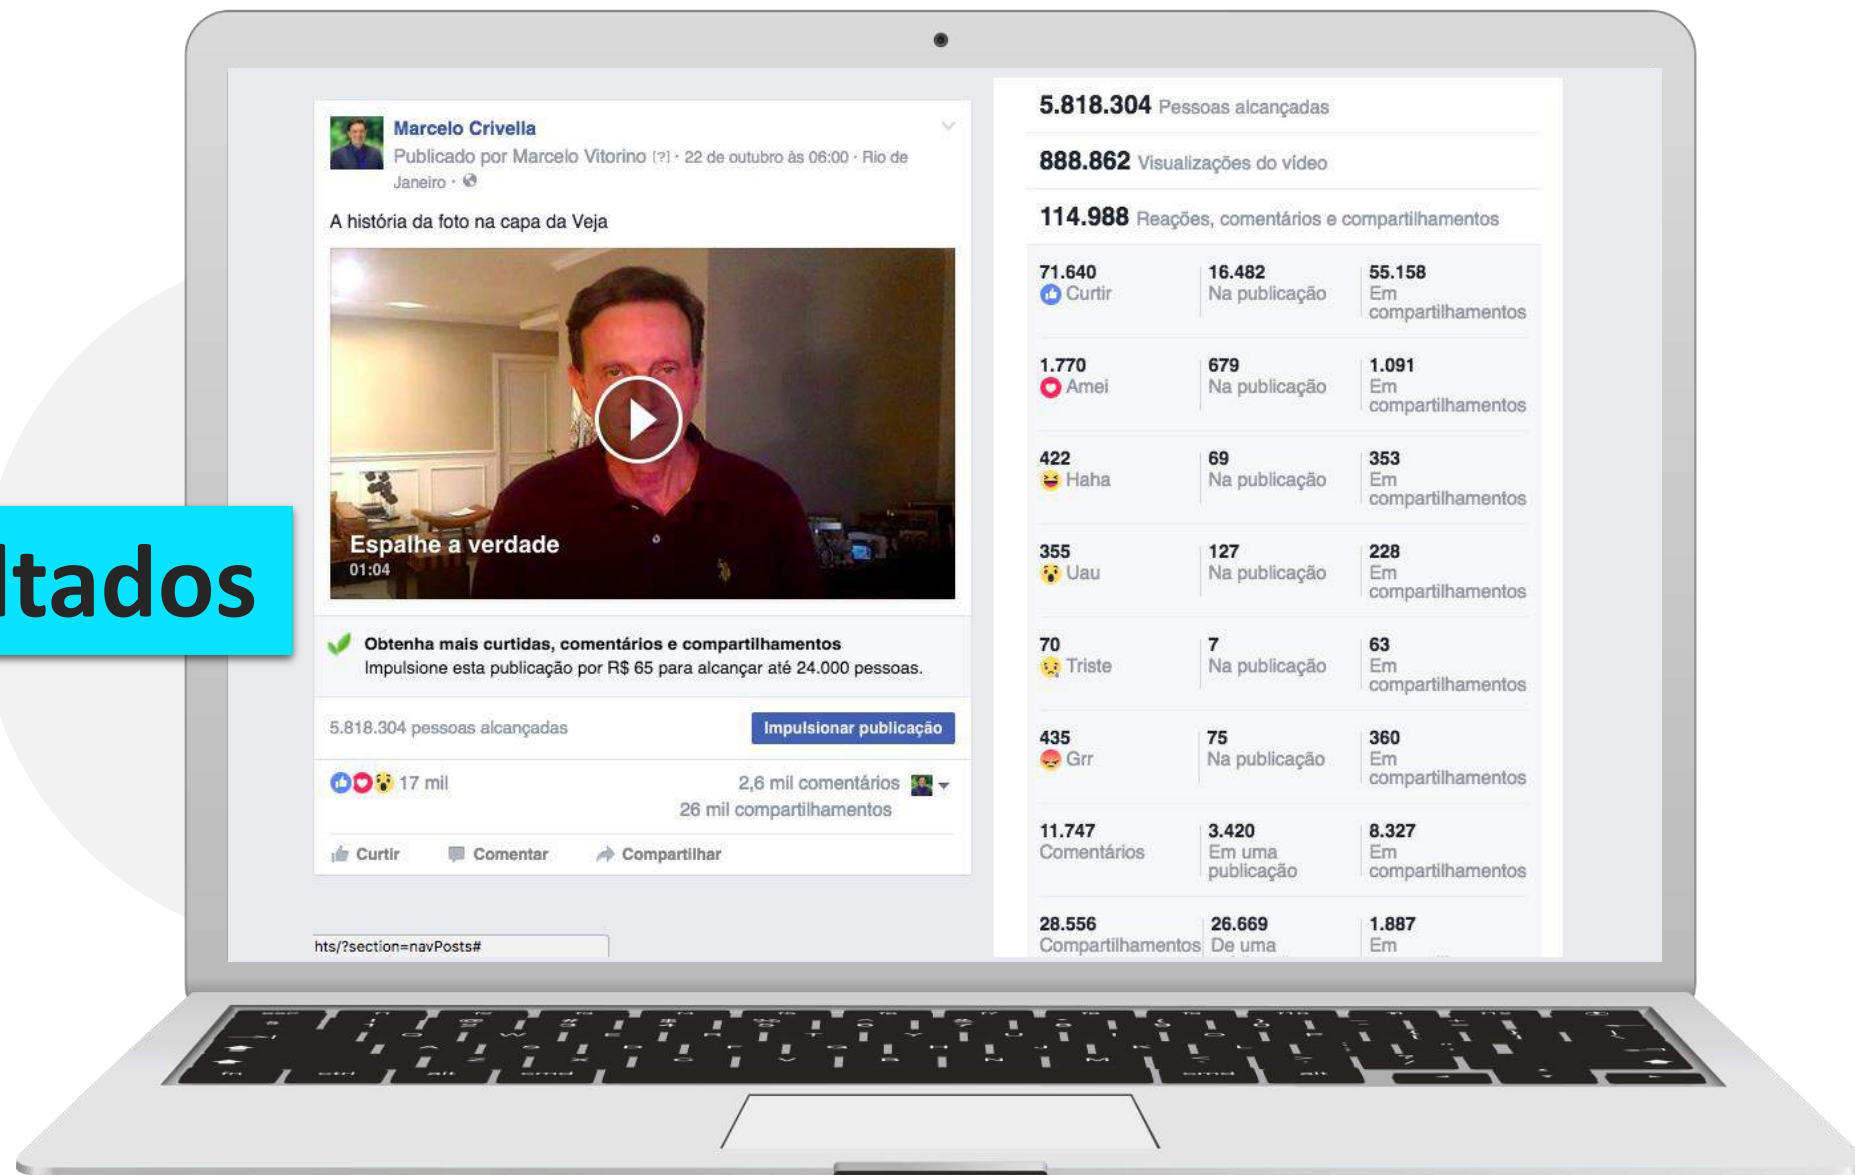 ltados
Marcelo Crivella
Publicado por Marcelo Vitorino [?] · 22 de outubro às 06:00 · Rio de
Janeiro ·
A história da foto na capa da Veja
Espalhe a verdade
01:04
Obtenha mais curtidas, comentários e compartilhamentos
Impulsione esta publicação por R$ 65 para alcançar até 24.000 pessoas.
5.818.304 pessoas alcançadas
Impulsionar publicação
17 mil
2,6 mil comentários
26 mil compartilhamentos
Curtir Comentar Compartilhar
hts/?section=navPosts#
5.818.304 Pessoas alcançadas
888.862 Visualizações do vídeo
114.988 Reações, comentários e compartilhamentos
71.640 16.482 55.158
Curtir Na publicação Em
compartilhamentos
1.770 679 1.091
Amei Na publicação Em
compartilhamentos
422 69 353
Haha Na publicação Em
compartilhamentos
355 127 228
Uau Na publicação Em
compartilhamentos
70 7 63
Triste Na publicação Em
compartilhamentos
435 75 360
Grr Na publicação Em
compartilhamentos
11.747 3.420 8.327
Comentários Em uma Em
publicação compartilhamentos
28.556 26.669 1.887
Compartilhamentos De uma Em